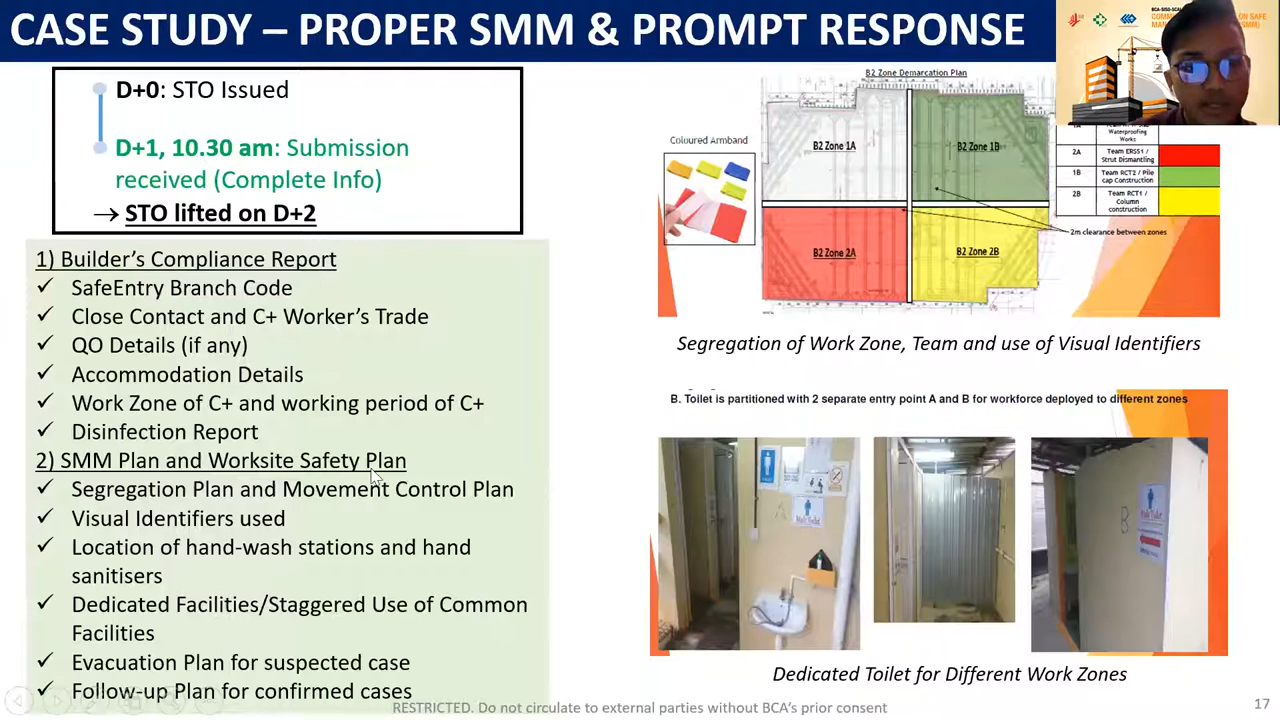 CASE STUDY – PROPER SMM & PROMPT RESPONSE
D+0: STO Issued
D+1, 10.30 am: Submission
received (Complete Info)
→ STO lifted on D+2
1) Builder's Compliance Report
✓ SafeEntry Branch Code
✓ Close Contact and C+ Worker's Trade
✓ QO Details (if any)
✓ Accommodation Details
✓ Work Zone of C+ and working period of C+
✓ Disinfection Report
2) SMM Plan and Worksite Safety Plan
✓ Segregation Plan and Movement Control Plan
✓ Visual Identifiers used
✓ Location of hand-wash stations and hand
sanitisers
✓ Dedicated Facilities/Staggered Use of Common
Facilities
✓ Evacuation Plan for suspected case
✓ Follow-up Plan for confirmed cases
B2 Zone Demarcation Plan
Coloured Armband
B2 Zone 1A
B2 Zone 1B
B2 Zone 2A
B2 Zone 2B
2m clearance between zones
Waterproofing
Works
2A Team ERSS1 /
Strut Dismantling
1B Team RCT2 / Pile
cap Construction
2B Team RCT1 /
Column
construction
Segregation of Work Zone, Team and use of Visual Identifiers
B. Toilet is partitioned with 2 separate entry point A and B for workforce deployed to different zones
A
Male Toilet
B
Male Toilet
Dedicated Toilet for Different Work Zones
RESTRICTED. Do not circulate to external parties without BCA's prior consent
17